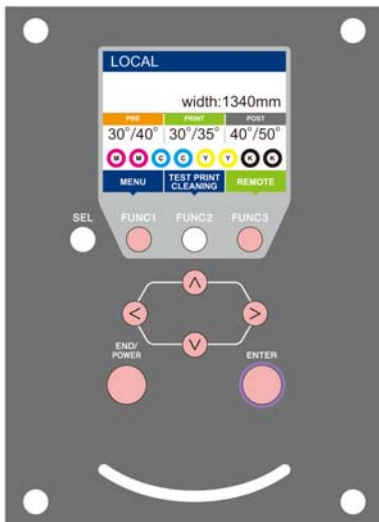 LOCAL
width:1340mm
PRE PRINT POST
30°/40° 30°/35° 40°/50°
M M C C Y Y K K
MENU TEST PRINT CLEANING REMOTE
SEL FUNC1 FUNC2 FUNC3
END/
POWER
ENTER